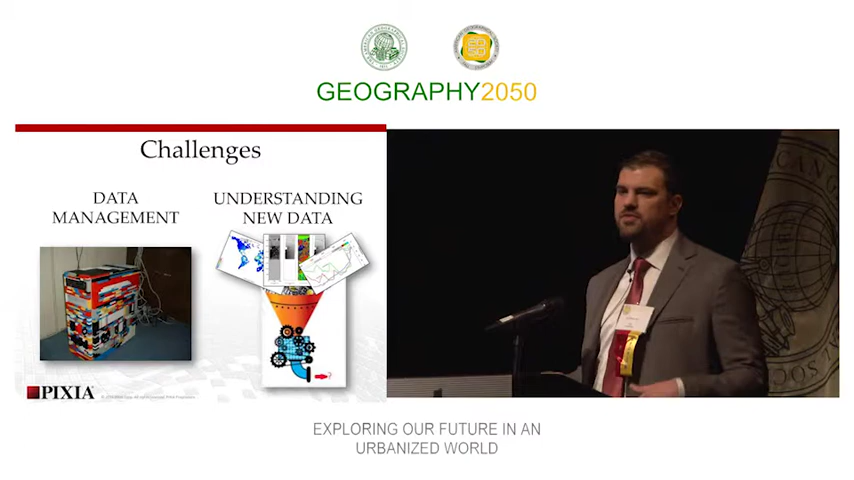 GEOGRAPHY2050
Challenges
DATA
MANAGEMENT
UNDERSTANDING
NEW DATA
PIXIA
EXPLORING OUR FUTURE IN AN
URBANIZED WORLD